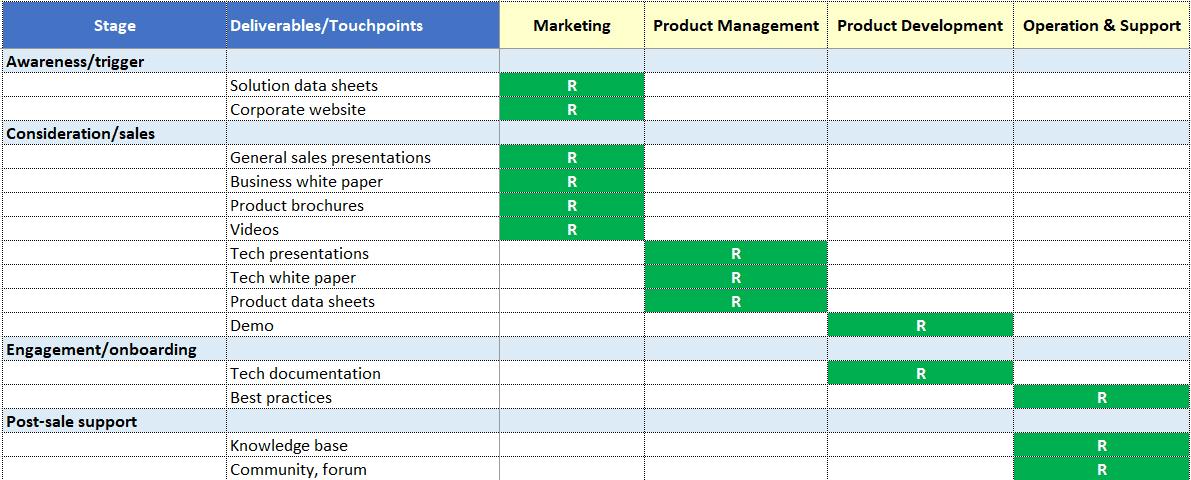 Stage Deliverables/Touchpoints Marketing Product Management Product Development Operation & Support
Awareness/trigger
Solution data sheets R
Corporate website R
Consideration/sales
General sales presentations R
Business white paper R
Product brochures R
Videos R
Tech presentations R
Tech white paper R
Product data sheets R
Demo R
Engagement/onboarding
Tech documentation R
Best practices R
Post-sale support
Knowledge base R
Community, forum R